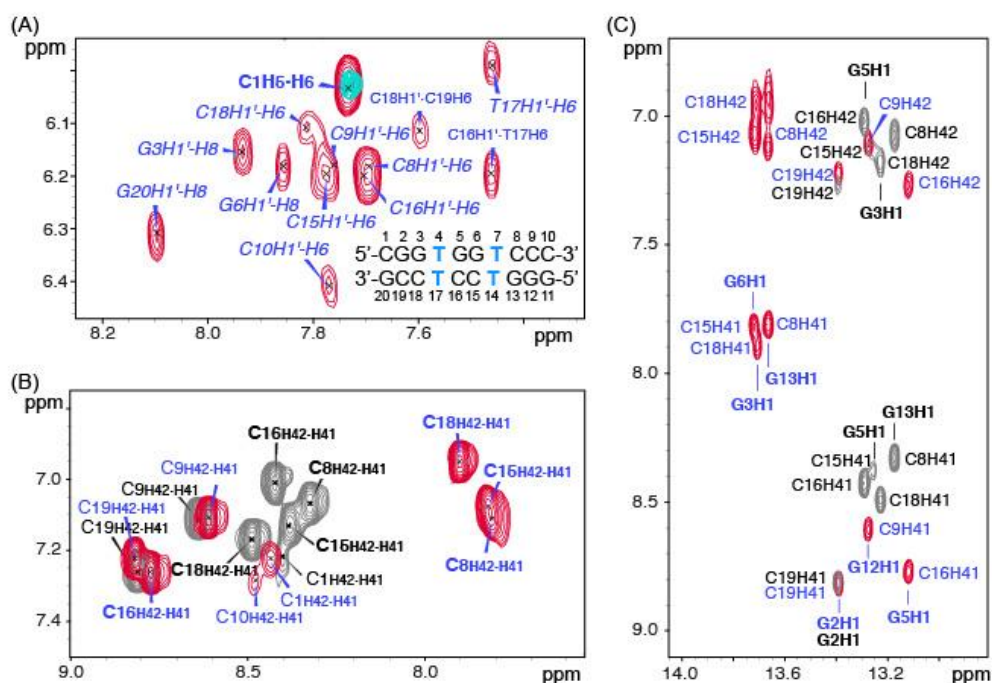 (A)
ppm
C1H5-H6
C18H1'-H6
G3H1'-H8
G20H1'-H8
G6H1'-H8
C9H1'-H6
C18H1'-C19H6
T17H1'-H6
C16H1'-T17H6
C8H1'-H6
C15H1'-H6
C16H1'-H6
C10H1'-H6
6.1
6.2
6.3
6.4
1 2 3 4 5 6 7 8 9 10
5'-CGGTGGTCCC-3'
3'-GCCTCCTGGG-5'
20 19 18 17 16 15 14 13 12 11
8.2 8.0 7.8 7.6 ppm
(B)
ppm
C16H42-H41
C9H42-H41
C9H42-H41
C19H42-H41
C19H42-H41
C8H42-H41
C15H42-H41
C18H42-H41
C1H42-H41
C16H42-H41
C10H42-H41
C1H42-H41
C18H42-H41
C15H42-H41
C8H42-H41
7.0
7.2
7.4
9.0 8.5 8.0 ppm
(C)
ppm
G5H1
C18H42
C16H42
C9H42
C15H42
C8H42
C15H42
C8H42
C19H42
C18H42
C19H42
C16H42
G3H1
G6H1
C15H41
C8H41
C18H41
G13H1
G3H1
G13H1
G5H1
C15H41
C8H41
C16H41
C18H41
C9H41
G12H1
C19H41
C16H41
C19H41
G2H1
G5H1
G2H1
7.0
7.5
8.0
8.5
9.0
14.0 13.6 13.2 ppm